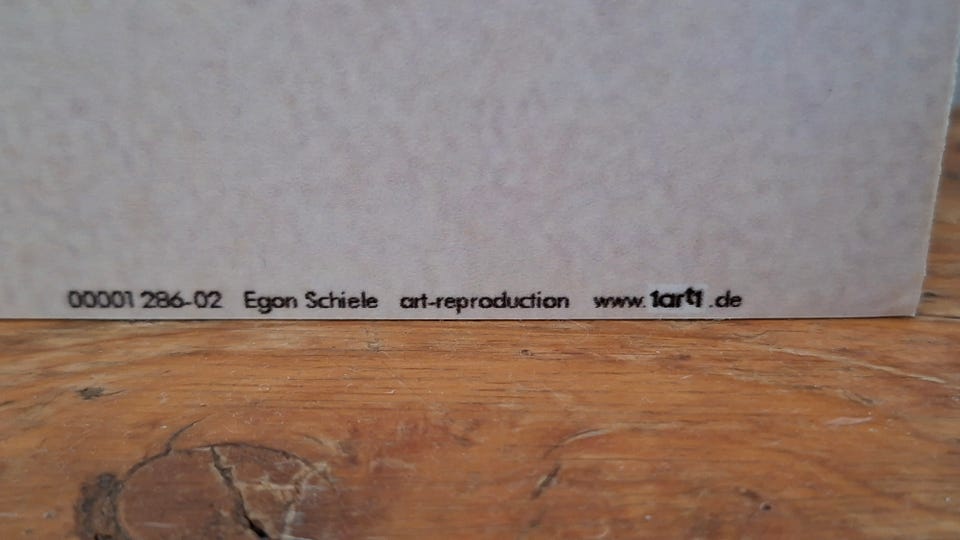 00001 286-02 Egon Schiele art-reproduction www.1art1.de